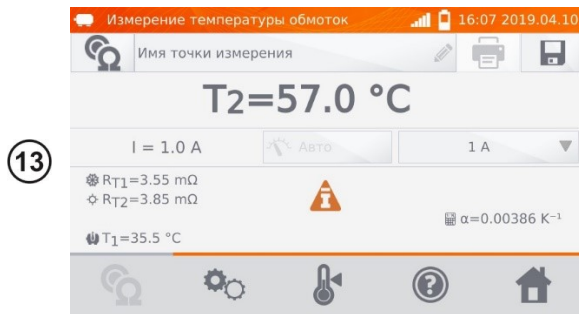 Измерение температуры обмоток 16:07 2019.04.10
Имя точки измерения
T2=57.0 °C
13
I = 1.0 A Авто 1 A
RT1=3.55 mΩ
RT2=3.85 mΩ
α=0.00386 K⁻¹
T1=35.5 °C